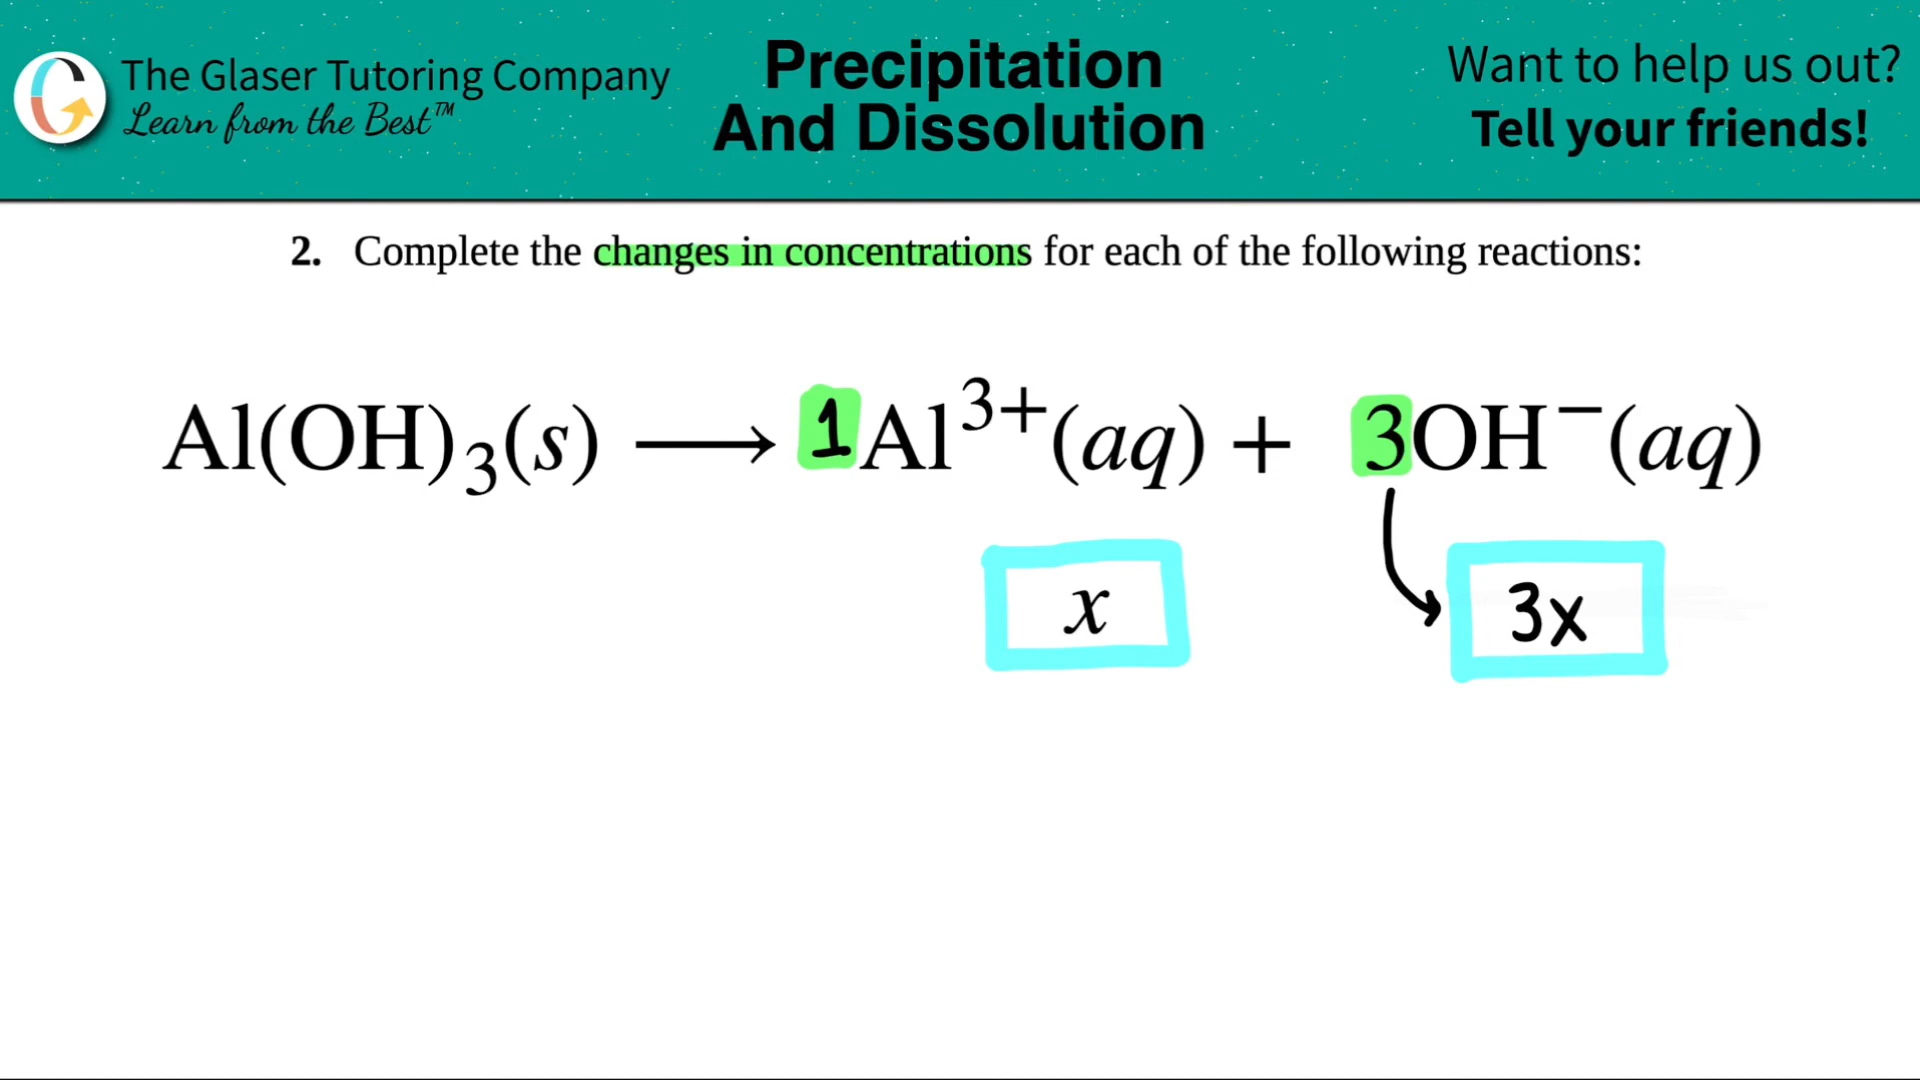 The Glaser Tutoring Company
Learn from the Best™
Precipitation
And Dissolution
Want to help us out?
Tell your friends!
2. Complete the changes in concentrations for each of the following reactions:
Al(OH)₃(s) ⟶ 1Al³⁺(aq) + 3OH⁻(aq)
x 3x